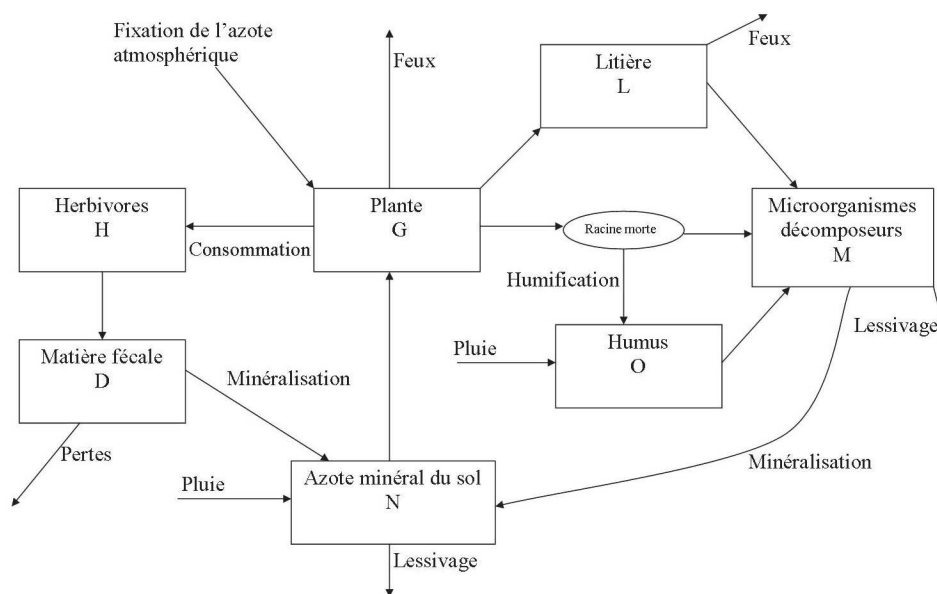 Fixation de l'azote
atmosphérique
Feux
Litière
L
Feux
Herbivores
H
Consommation
Plante
G
Racine morte
Microorganismes
décomposeurs
M
Humification
Lessivage
Matière fécale
D
Minéralisation
Pluie
Humus
O
Pertes
Pluie
Azote minéral du sol
N
Minéralisation
Lessivage